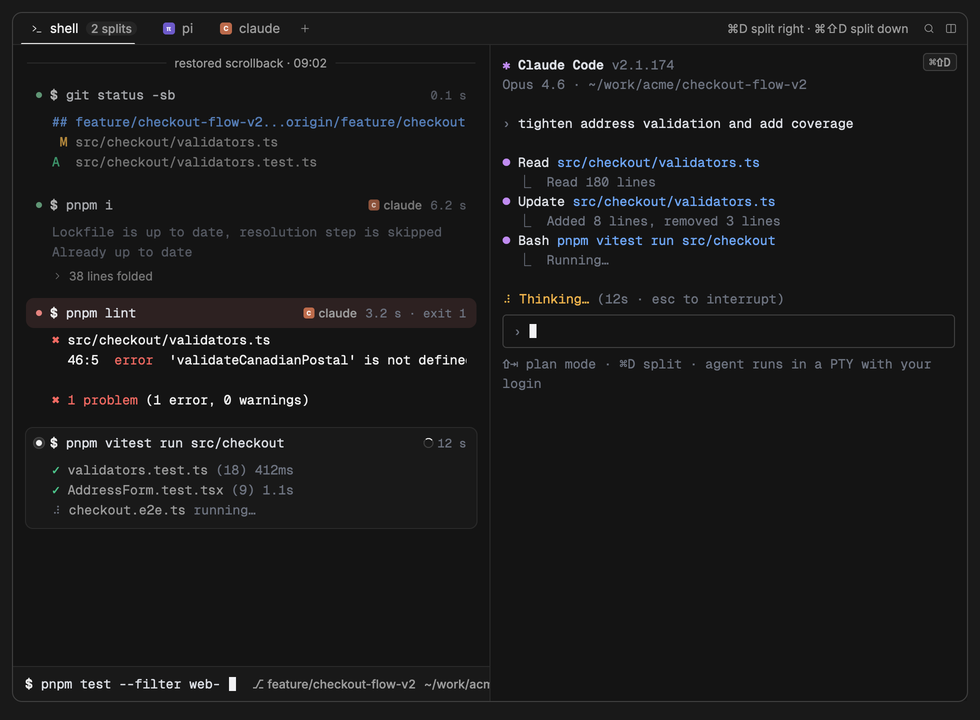 >_ shell 2 splits π pi c claude + ⌘D split right · ⌘⇧D split down
restored scrollback · 09:02
$ git status -sb 0.1 s
## feature/checkout-flow-v2...origin/feature/checkout
M src/checkout/validators.ts
A src/checkout/validators.test.ts
$ pnpm i c claude 6.2 s
Lockfile is up to date, resolution step is skipped
Already up to date
› 38 lines folded
$ pnpm lint c claude 3.2 s · exit 1
✖ src/checkout/validators.ts
46:5 error 'validateCanadianPostal' is not define
✖ 1 problem (1 error, 0 warnings)
$ pnpm vitest run src/checkout 12 s
✓ validators.test.ts (18) 412ms
✓ AddressForm.test.tsx (9) 1.1s
checkout.e2e.ts running…
$ pnpm test --filter web- feature/checkout-flow-v2 ~/work/acm
✱ Claude Code v2.1.174 ⌘⇧D
Opus 4.6 · ~/work/acme/checkout-flow-v2
› tighten address validation and add coverage
● Read src/checkout/validators.ts
⎿ Read 180 lines
● Update src/checkout/validators.ts
⎿ Added 8 lines, removed 3 lines
● Bash pnpm vitest run src/checkout
⎿ Running…
Thinking… (12s · esc to interrupt)
›
⇧⇥ plan mode · ⌘D split · agent runs in a PTY with your
login